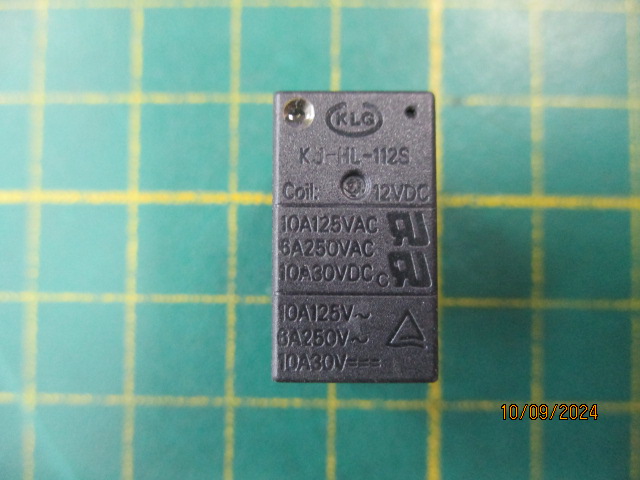 KLG
KJ-HL-112S
Coil: 12VDC
10A125VAC
6A250VAC
10A30VDC
10A125V~
6A250V~
10A30V⎓
10/09/2024